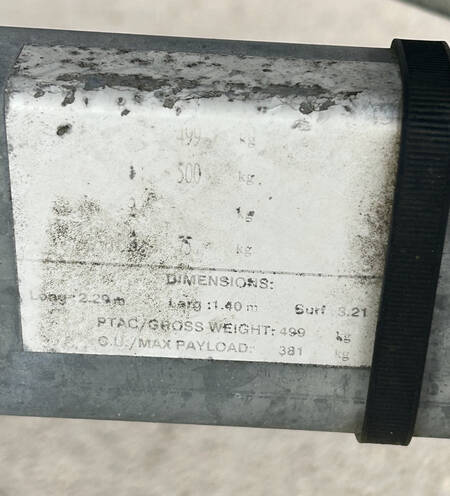 499 kg
500 kg
kg
kg
DIMENSIONS:
Long 2.29 m Larg :1.40 m Surf 3.21
PTAC/GROSS WEIGHT: 499 kg
C.U./MAX PAYLOAD: 381 kg